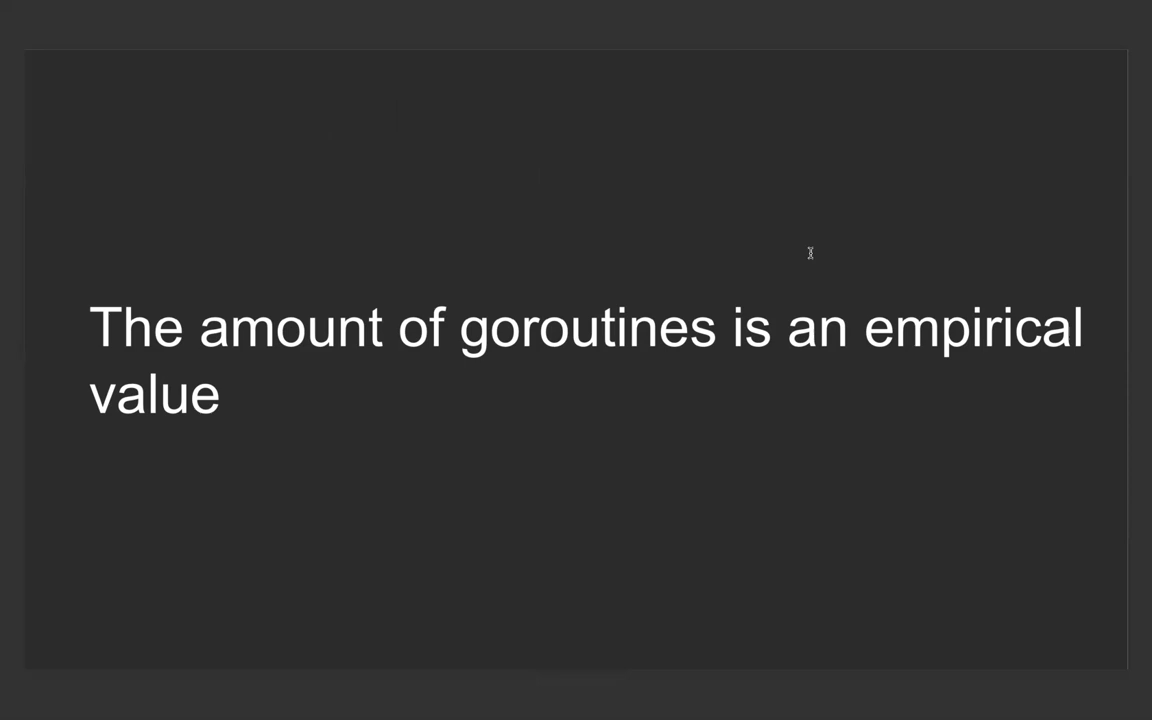 The amount of goroutines is an empirical
value